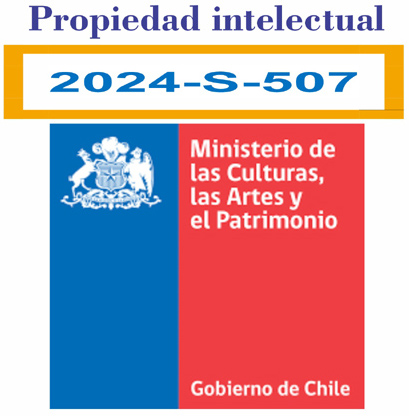 Propiedad intelectual
2024-S-507
Ministerio de
las Culturas,
las Artes y
el Patrimonio
Gobierno de Chile